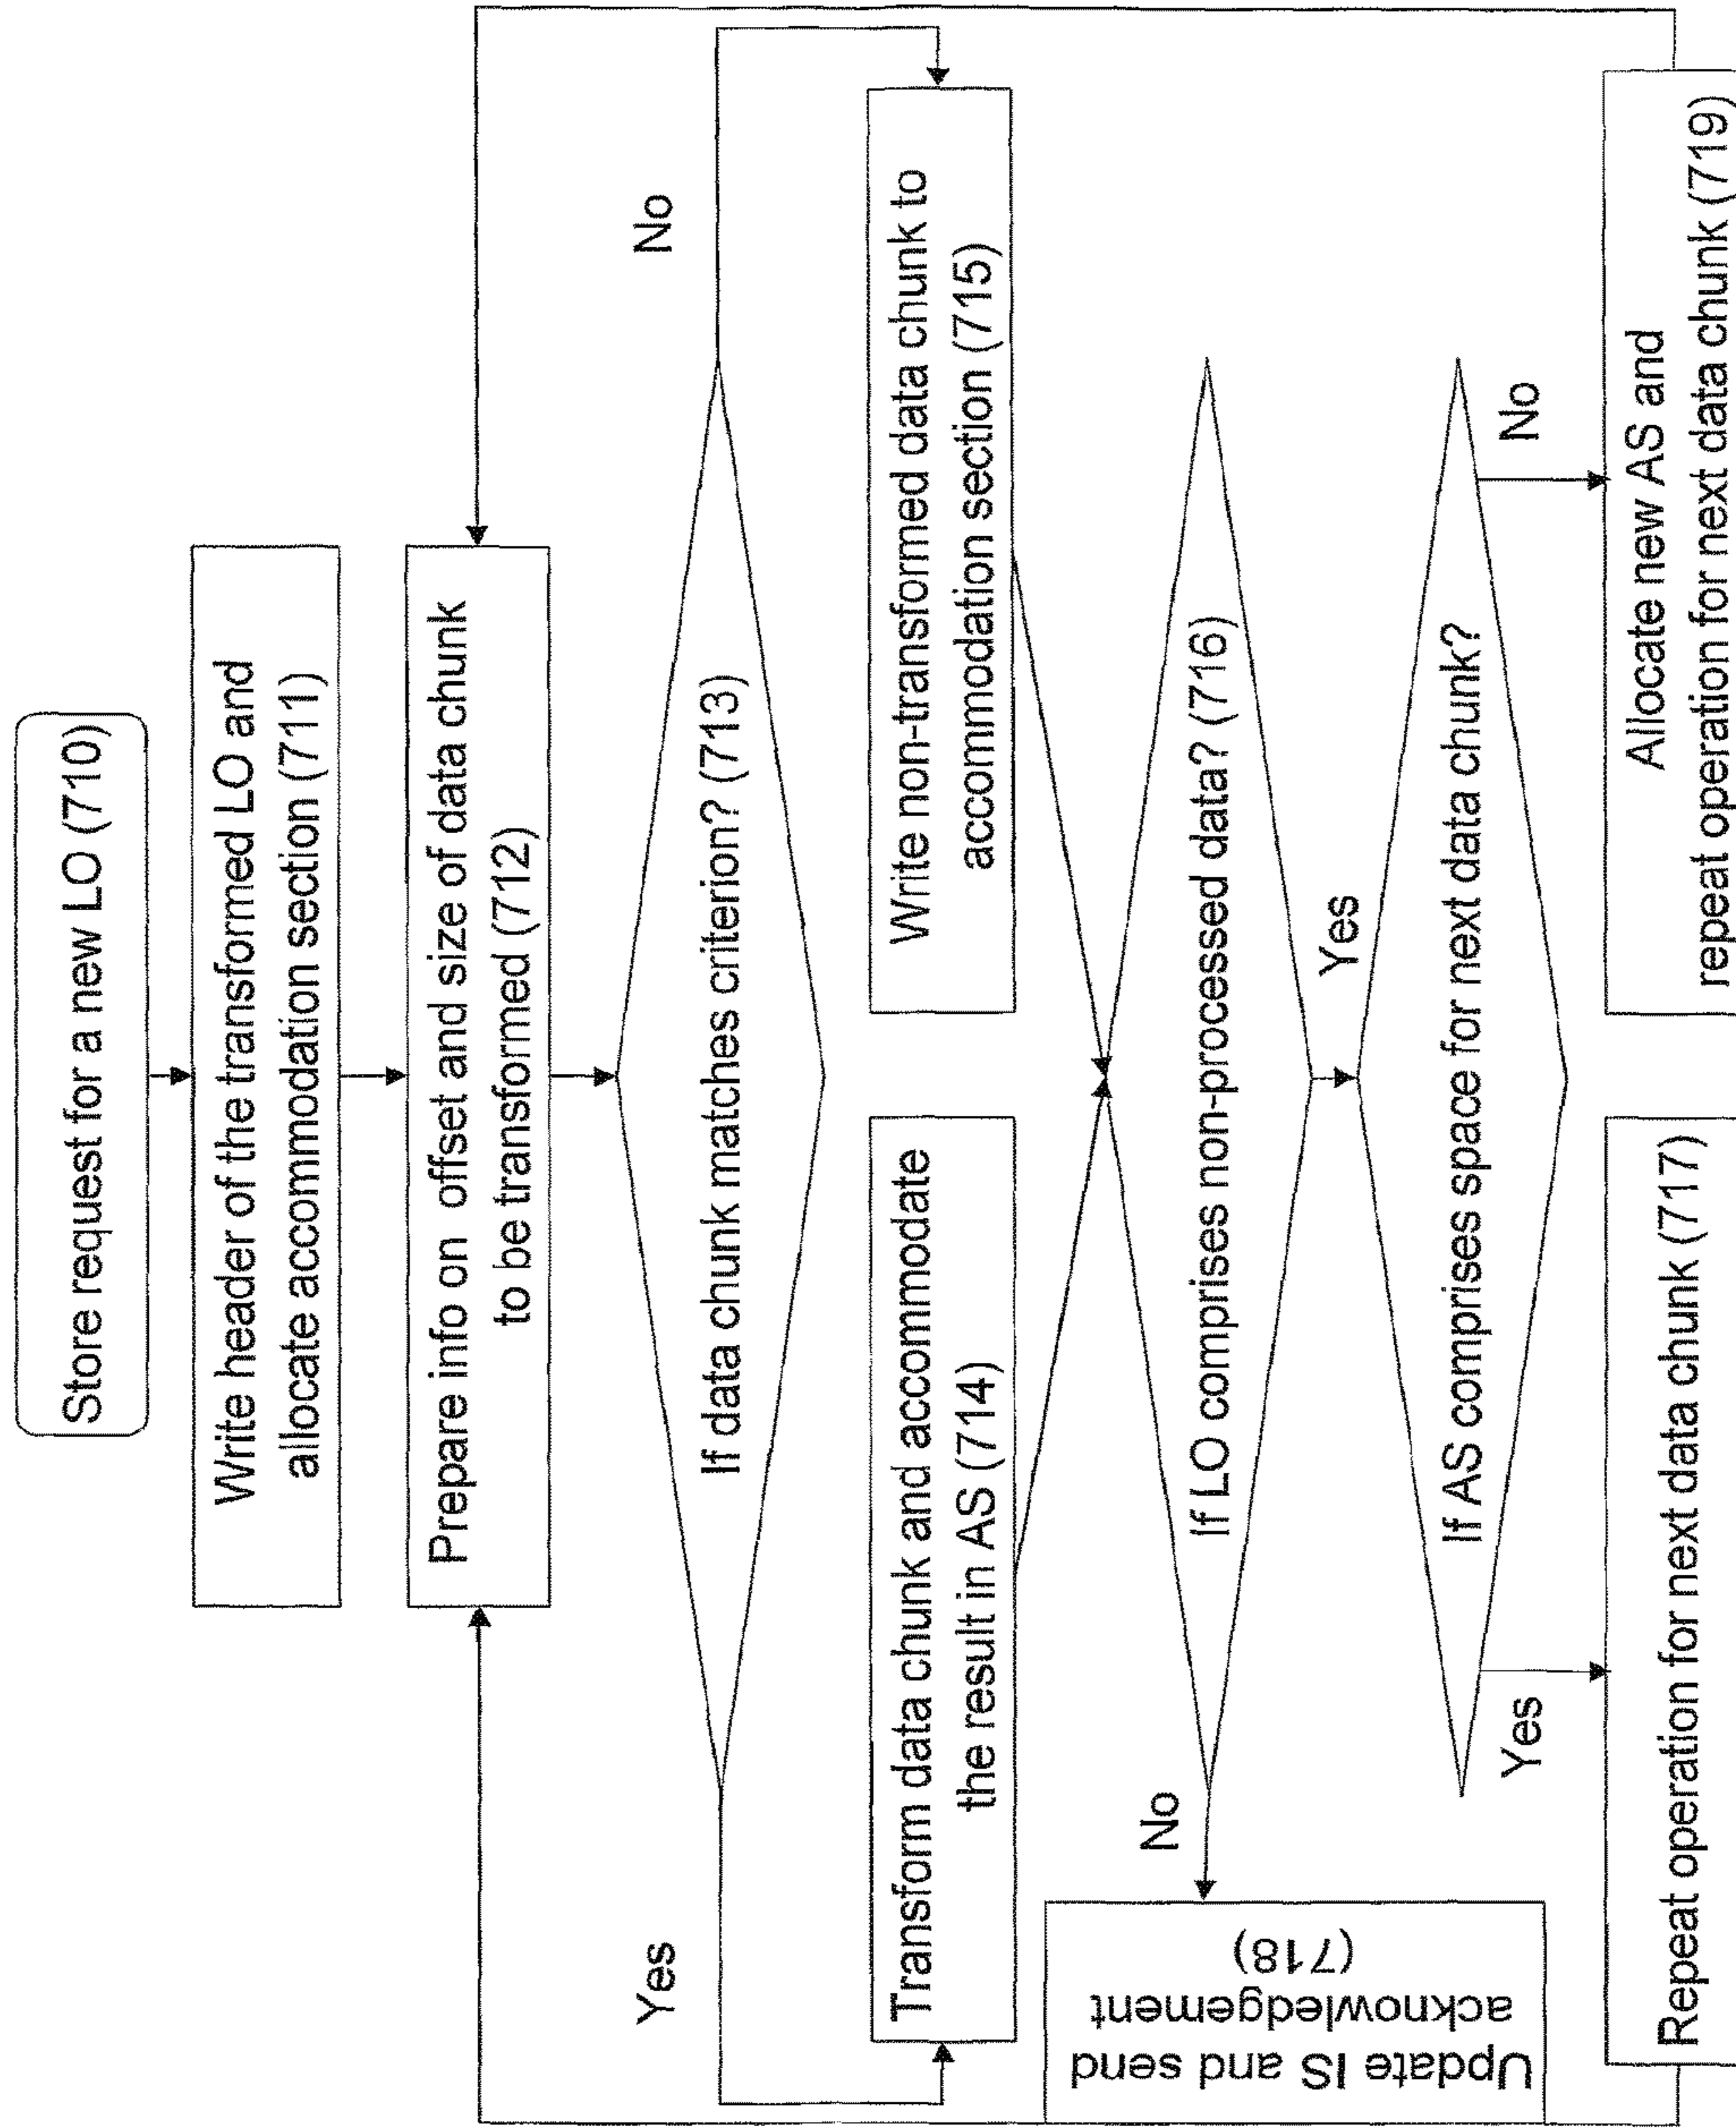 Store request for a new LO (710)
Write header of the transformed LO and
allocate accommodation section (711)
Prepare info on offset and size of data chunk
to be transformed (712)
If data chunk matches criterion? (713)
Yes
No
Transform data chunk and accommodate
the result in AS (714)
Write non-transformed data chunk to
accommodation section (715)
If LO comprises non-processed data? (716)
No
Yes
Update IS and send
acknowledgement
(718)
If AS comprises space for next data chunk?
Yes
No
Repeat operation for next data chunk (717)
Allocate new AS and
repeat operation for next data chunk (719)